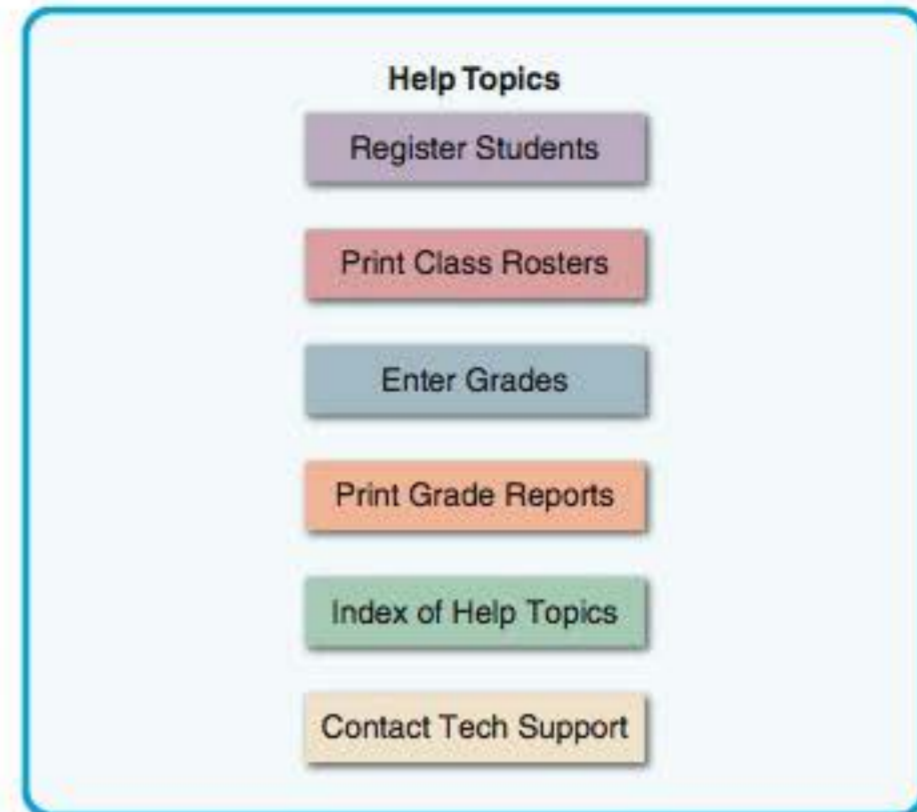 Help Topics
Register Students
Print Class Rosters
Enter Grades
Print Grade Reports
Index of Help Topics
Contact Tech Support